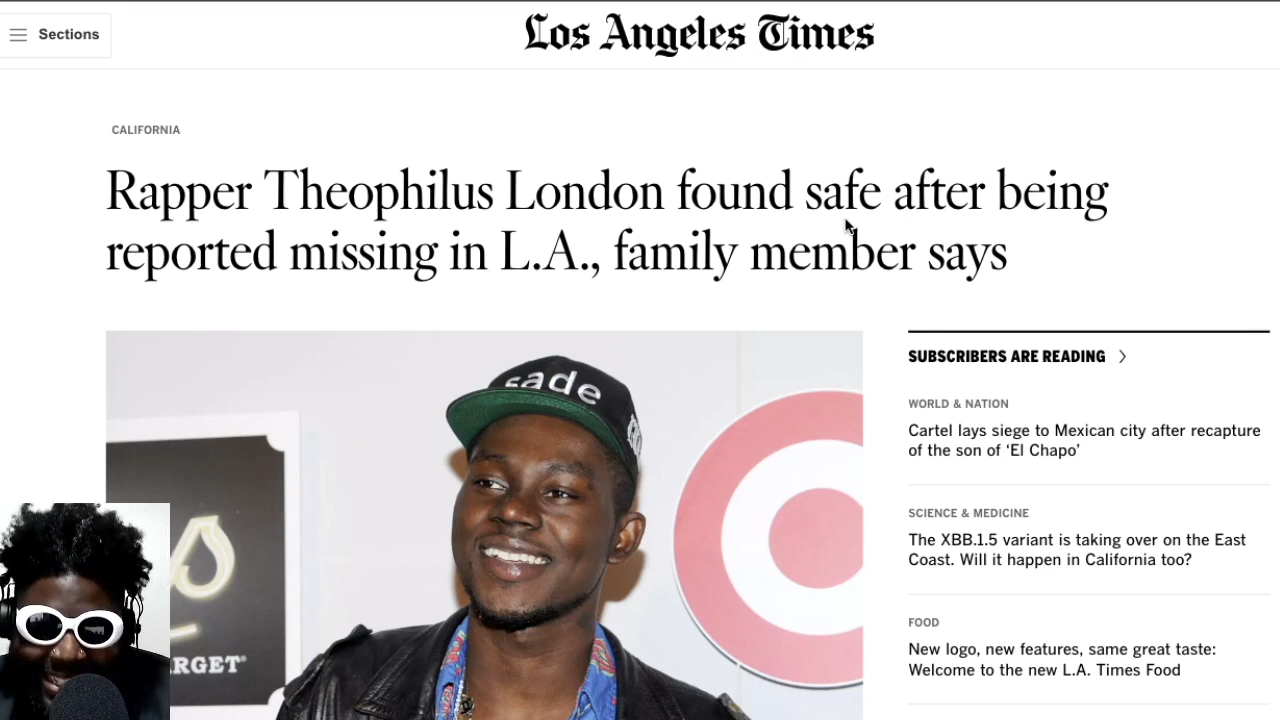 Sections
Los Angeles Times
CALIFORNIA
Rapper Theophilus London found safe after being
reported missing in L.A., family member says
sade
RGET
SUBSCRIBERS ARE READING
WORLD & NATION
Cartel lays siege to Mexican city after recapture
of the son of ‘El Chapo’
SCIENCE & MEDICINE
The XBB.1.5 variant is taking over on the East
Coast. Will it happen in California too?
FOOD
New logo, new features, same great taste:
Welcome to the new L.A. Times Food